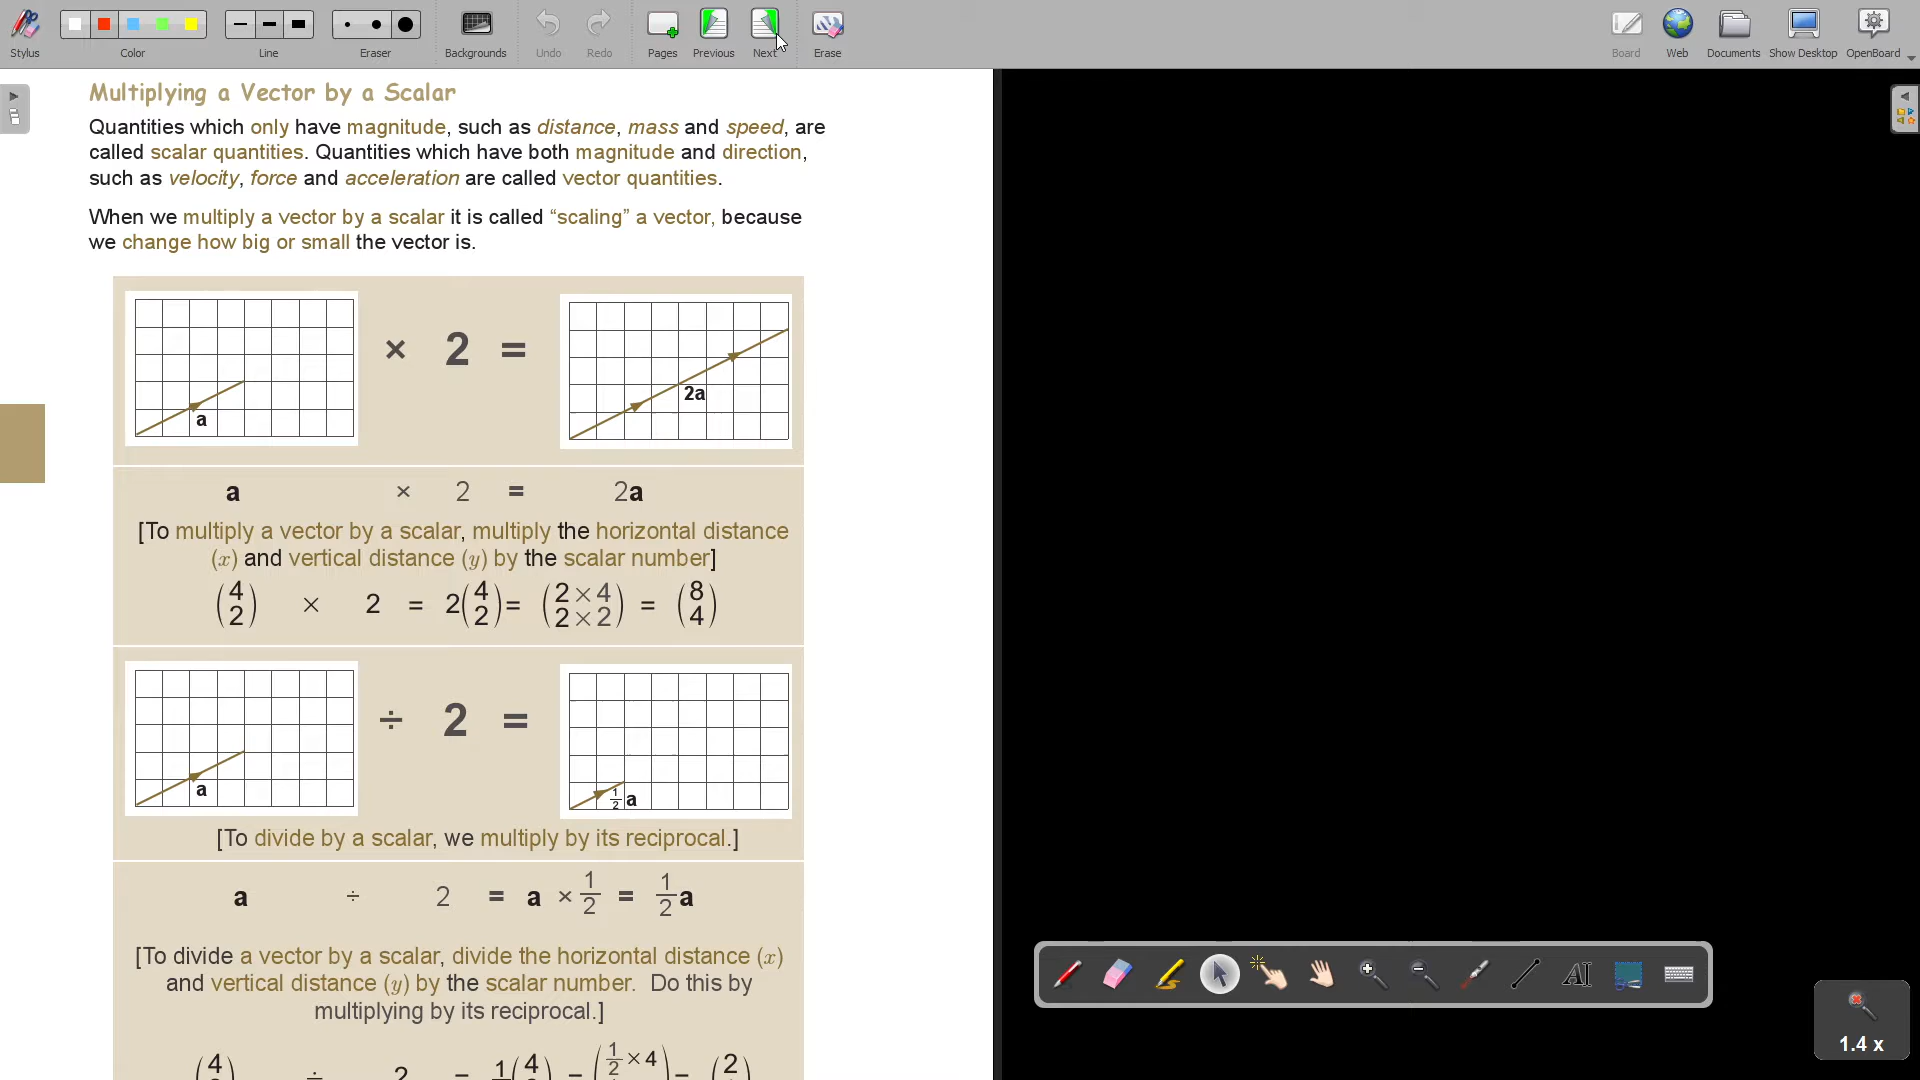 Stylus
Color
Line
Eraser
Backgrounds
Undo
Redo
Pages
Previous
Next
Erase
Board
Web
Documents
Show Desktop
OpenBoard
Multiplying a Vector by a Scalar
Quantities which only have magnitude, such as distance, mass and speed, are
called scalar quantities. Quantities which have both magnitude and direction,
such as velocity, force and acceleration are called vector quantities.
When we multiply a vector by a scalar it is called “scaling” a vector, because
we change how big or small the vector is.
a
× 2 =
2a
a × 2 = 2a
[To multiply a vector by a scalar, multiply the horizontal distance
(x) and vertical distance (y) by the scalar number]
(4 2) × 2 = 2(4 2) = (2×4 2×2) = (8 4)
a
÷ 2 =
1/2 a
[To divide by a scalar, we multiply by its reciprocal.]
a ÷ 2 = a × 1/2 = 1/2 a
[To divide a vector by a scalar, divide the horizontal distance (x)
and vertical distance (y) by the scalar number. Do this by
multiplying by its reciprocal.]
AI
1.4 x